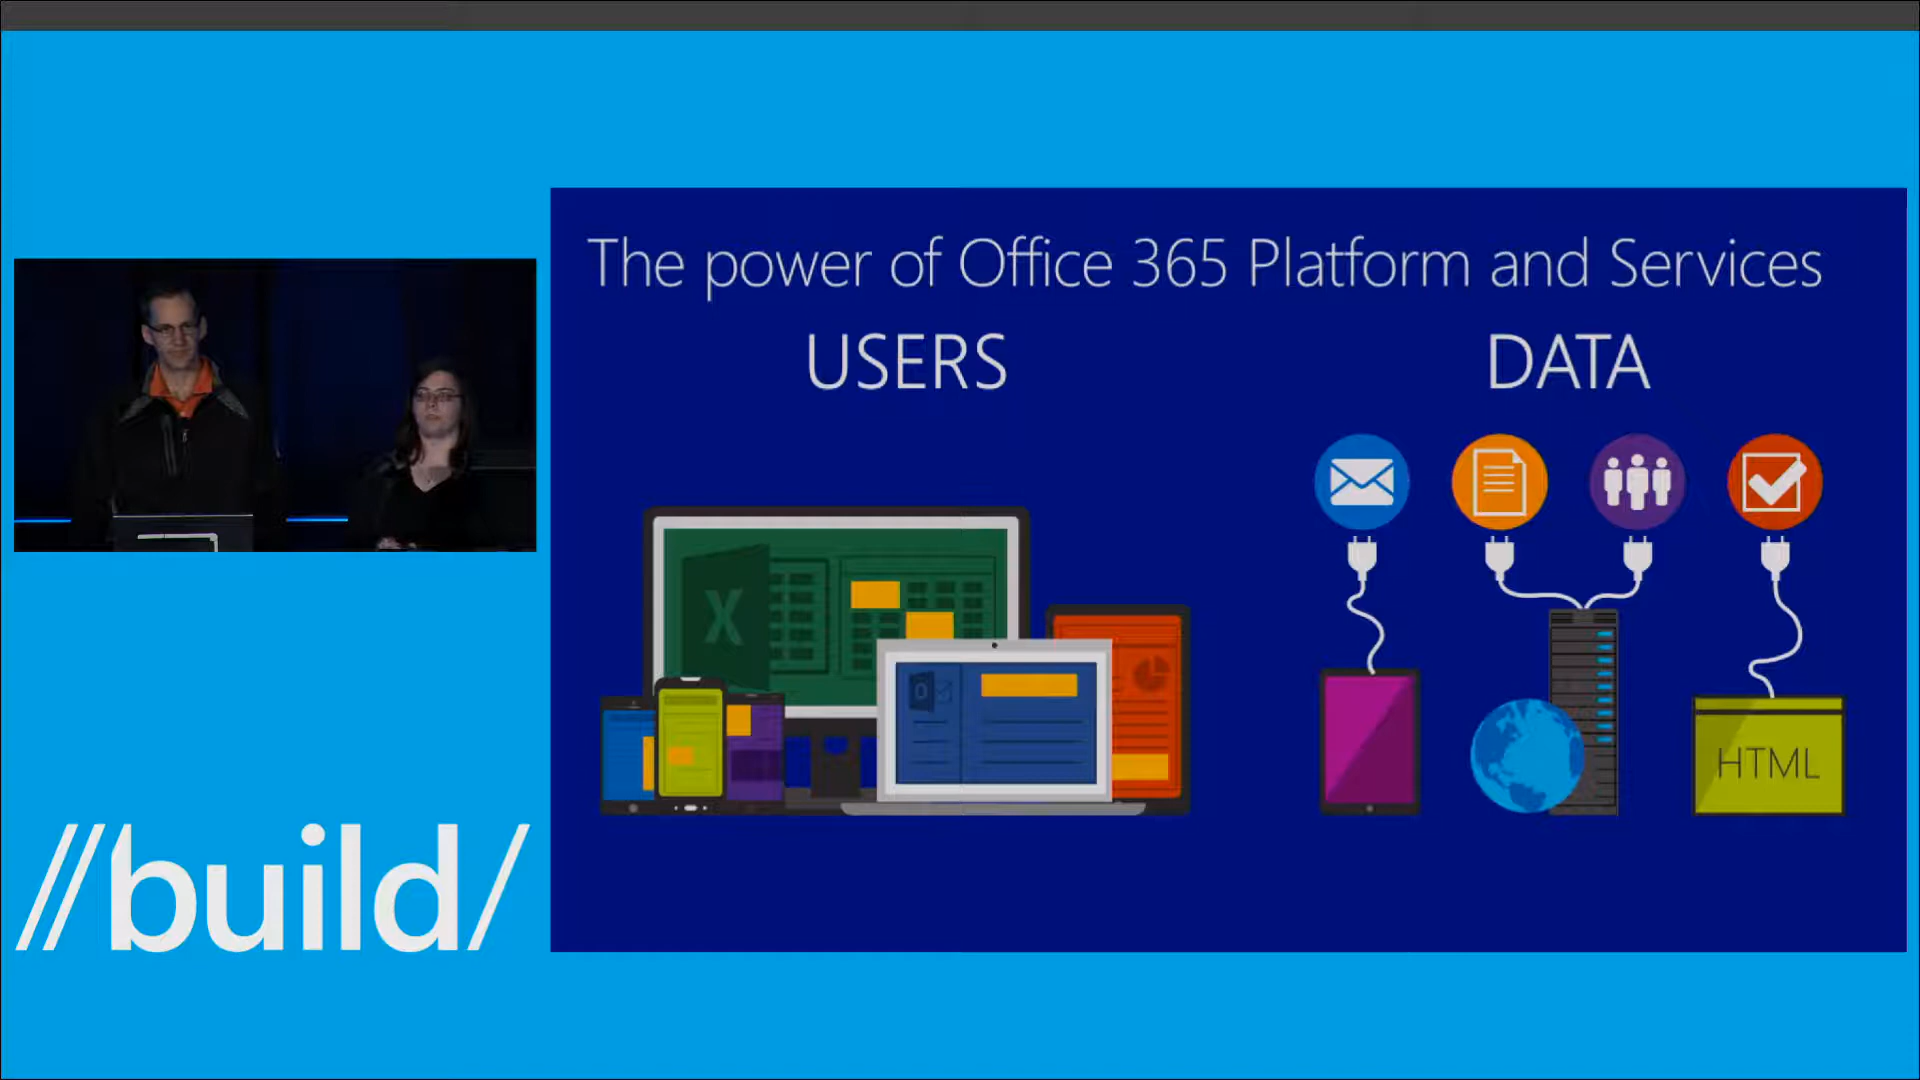 The power of Office 365 Platform and Services
USERS
DATA
X
O
HTML
//build/